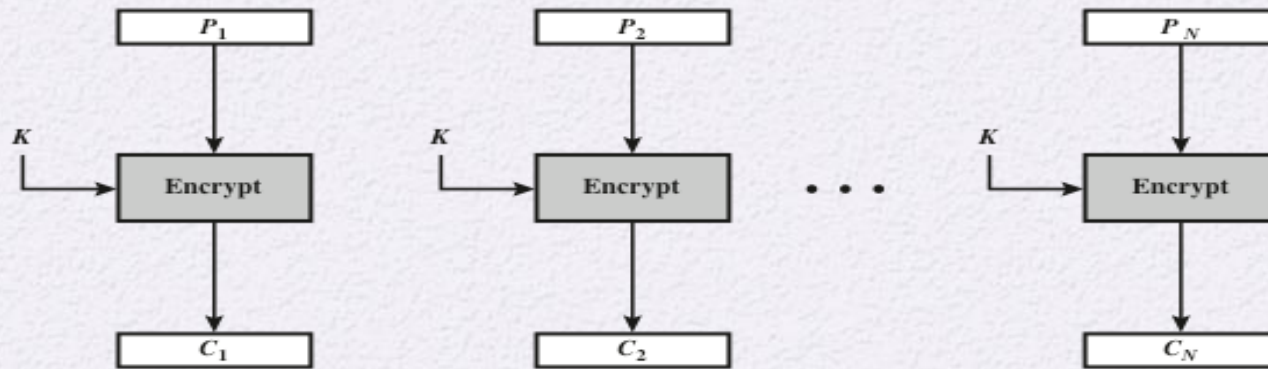 P1 P2 PN
K K K
Encrypt Encrypt • • • Encrypt
C1 C2 CN